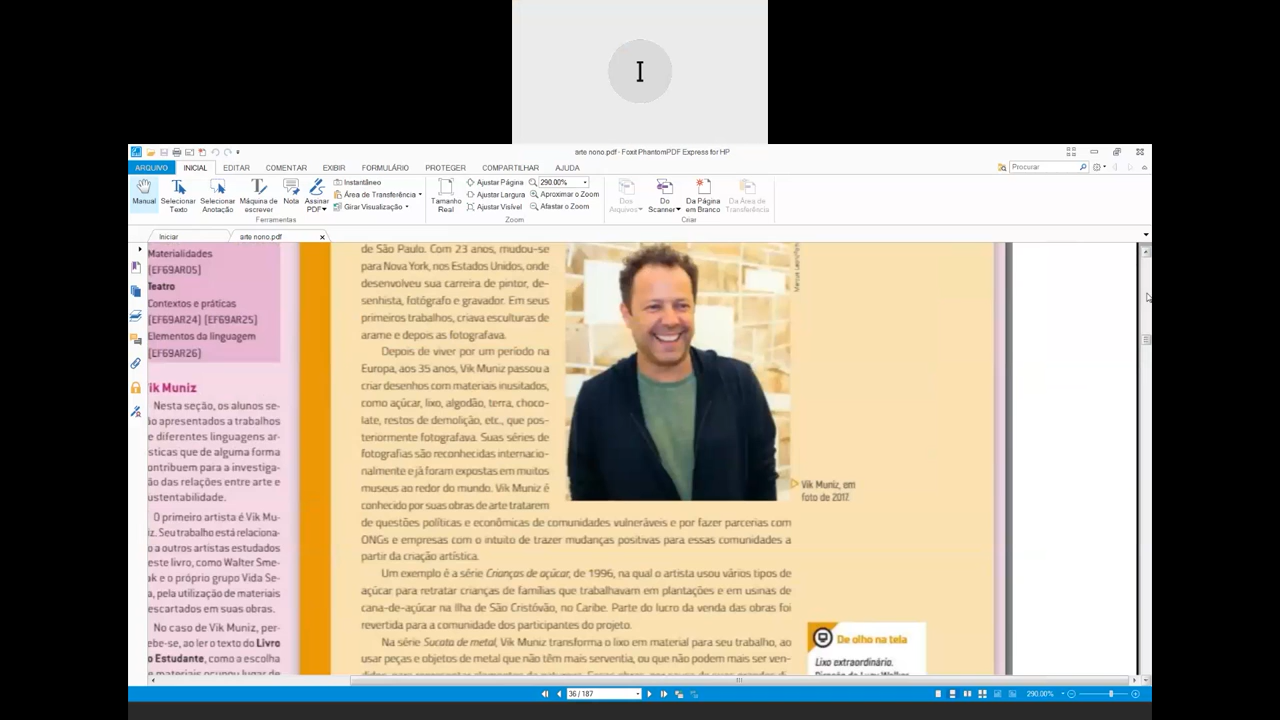 I
arte nono.pdf - Foxit PhantomPDF Express for HP
ARQUIVO INICIAL EDITAR COMENTAR EXIBIR FORMULÁRIO PROTEGER COMPARTILHAR AJUDA
Procurar
Manual
Selecionar Texto
Selecionar Anotação
Máquina de escrever
Nota
Assinar PDF
Instantâneo
Área de Transferência
Girar Visualização
Ferramentas
Tamanho Real
Ajustar Página
Ajustar Largura
Ajustar Visível
290.00%
Aproximar o Zoom
Afastar o Zoom
Zoom
Dos Arquivos
Do Scanner
Da Página em Branco
Da Área de Transferência
Criar
Iniciar
arte nono.pdf
Materialidades
(EF69AR05)
Teatro
Contextos e práticas
(EF69AR24) (EF69AR25)
Elementos da linguagem
(EF69AR26)
ik Muniz
Nesta seção, os alunos se-
ão apresentados a trabalhos
e diferentes linguagens ar-
sticas que de alguma forma
ontribuem para a investiga-
ão das relações entre arte e
ustentabilidade.
O primeiro artista é Vik Mu-
iz. Seu trabalho está relaciona-
o a outros artistas estudados
este livro, como Walter Sme-
ak e o próprio grupo Vida Se-
a, pela utilização de materiais
escartados em suas obras.
No caso de Vik Muniz, per-
ebe-se, ao ler o texto do Livro
o Estudante, como a escolha
e materiais ocupou lugar de
de São Paulo. Com 23 anos, mudou-se
para Nova York, nos Estados Unidos, onde
desenvolveu sua carreira de pintor, de-
senhista, fotógrafo e gravador. Em seus
primeiros trabalhos, criava esculturas de
arame e depois as fotografava.
Depois de viver por um período na
Europa, aos 35 anos, Vik Muniz passou a
criar desenhos com materiais inusitados,
como açúcar, lixo, algodão, terra, choco-
late, restos de demolição, etc., que pos-
teriormente fotografava. Suas séries de
fotografias são reconhecidas internacio-
nalmente e já foram expostas em muitos
museus ao redor do mundo. Vik Muniz é
conhecido por suas obras de arte tratarem
de questões políticas e econômicas de comunidades vulneráveis e por fazer parcerias com
ONGs e empresas com o intuito de trazer mudanças positivas para essas comunidades a
partir da criação artística.
Um exemplo é a série Crianças de açúcar, de 1996, na qual o artista usou vários tipos de
açúcar para retratar crianças de famílias que trabalhavam em plantações e em usinas de
cana-de-açúcar na Ilha de São Cristóvão, no Caribe. Parte do lucro da venda das obras foi
revertida para a comunidade dos participantes do projeto.
Na série Sucata de metal, Vik Muniz transforma o lixo em material para seu trabalho, ao
usar peças e objetos de metal que não têm mais serventia, ou que não podem mais ser ven-
Vik Muniz, em
foto de 2017.
De olho na tela
Lixo extraordinário.
36 / 187
290.00%